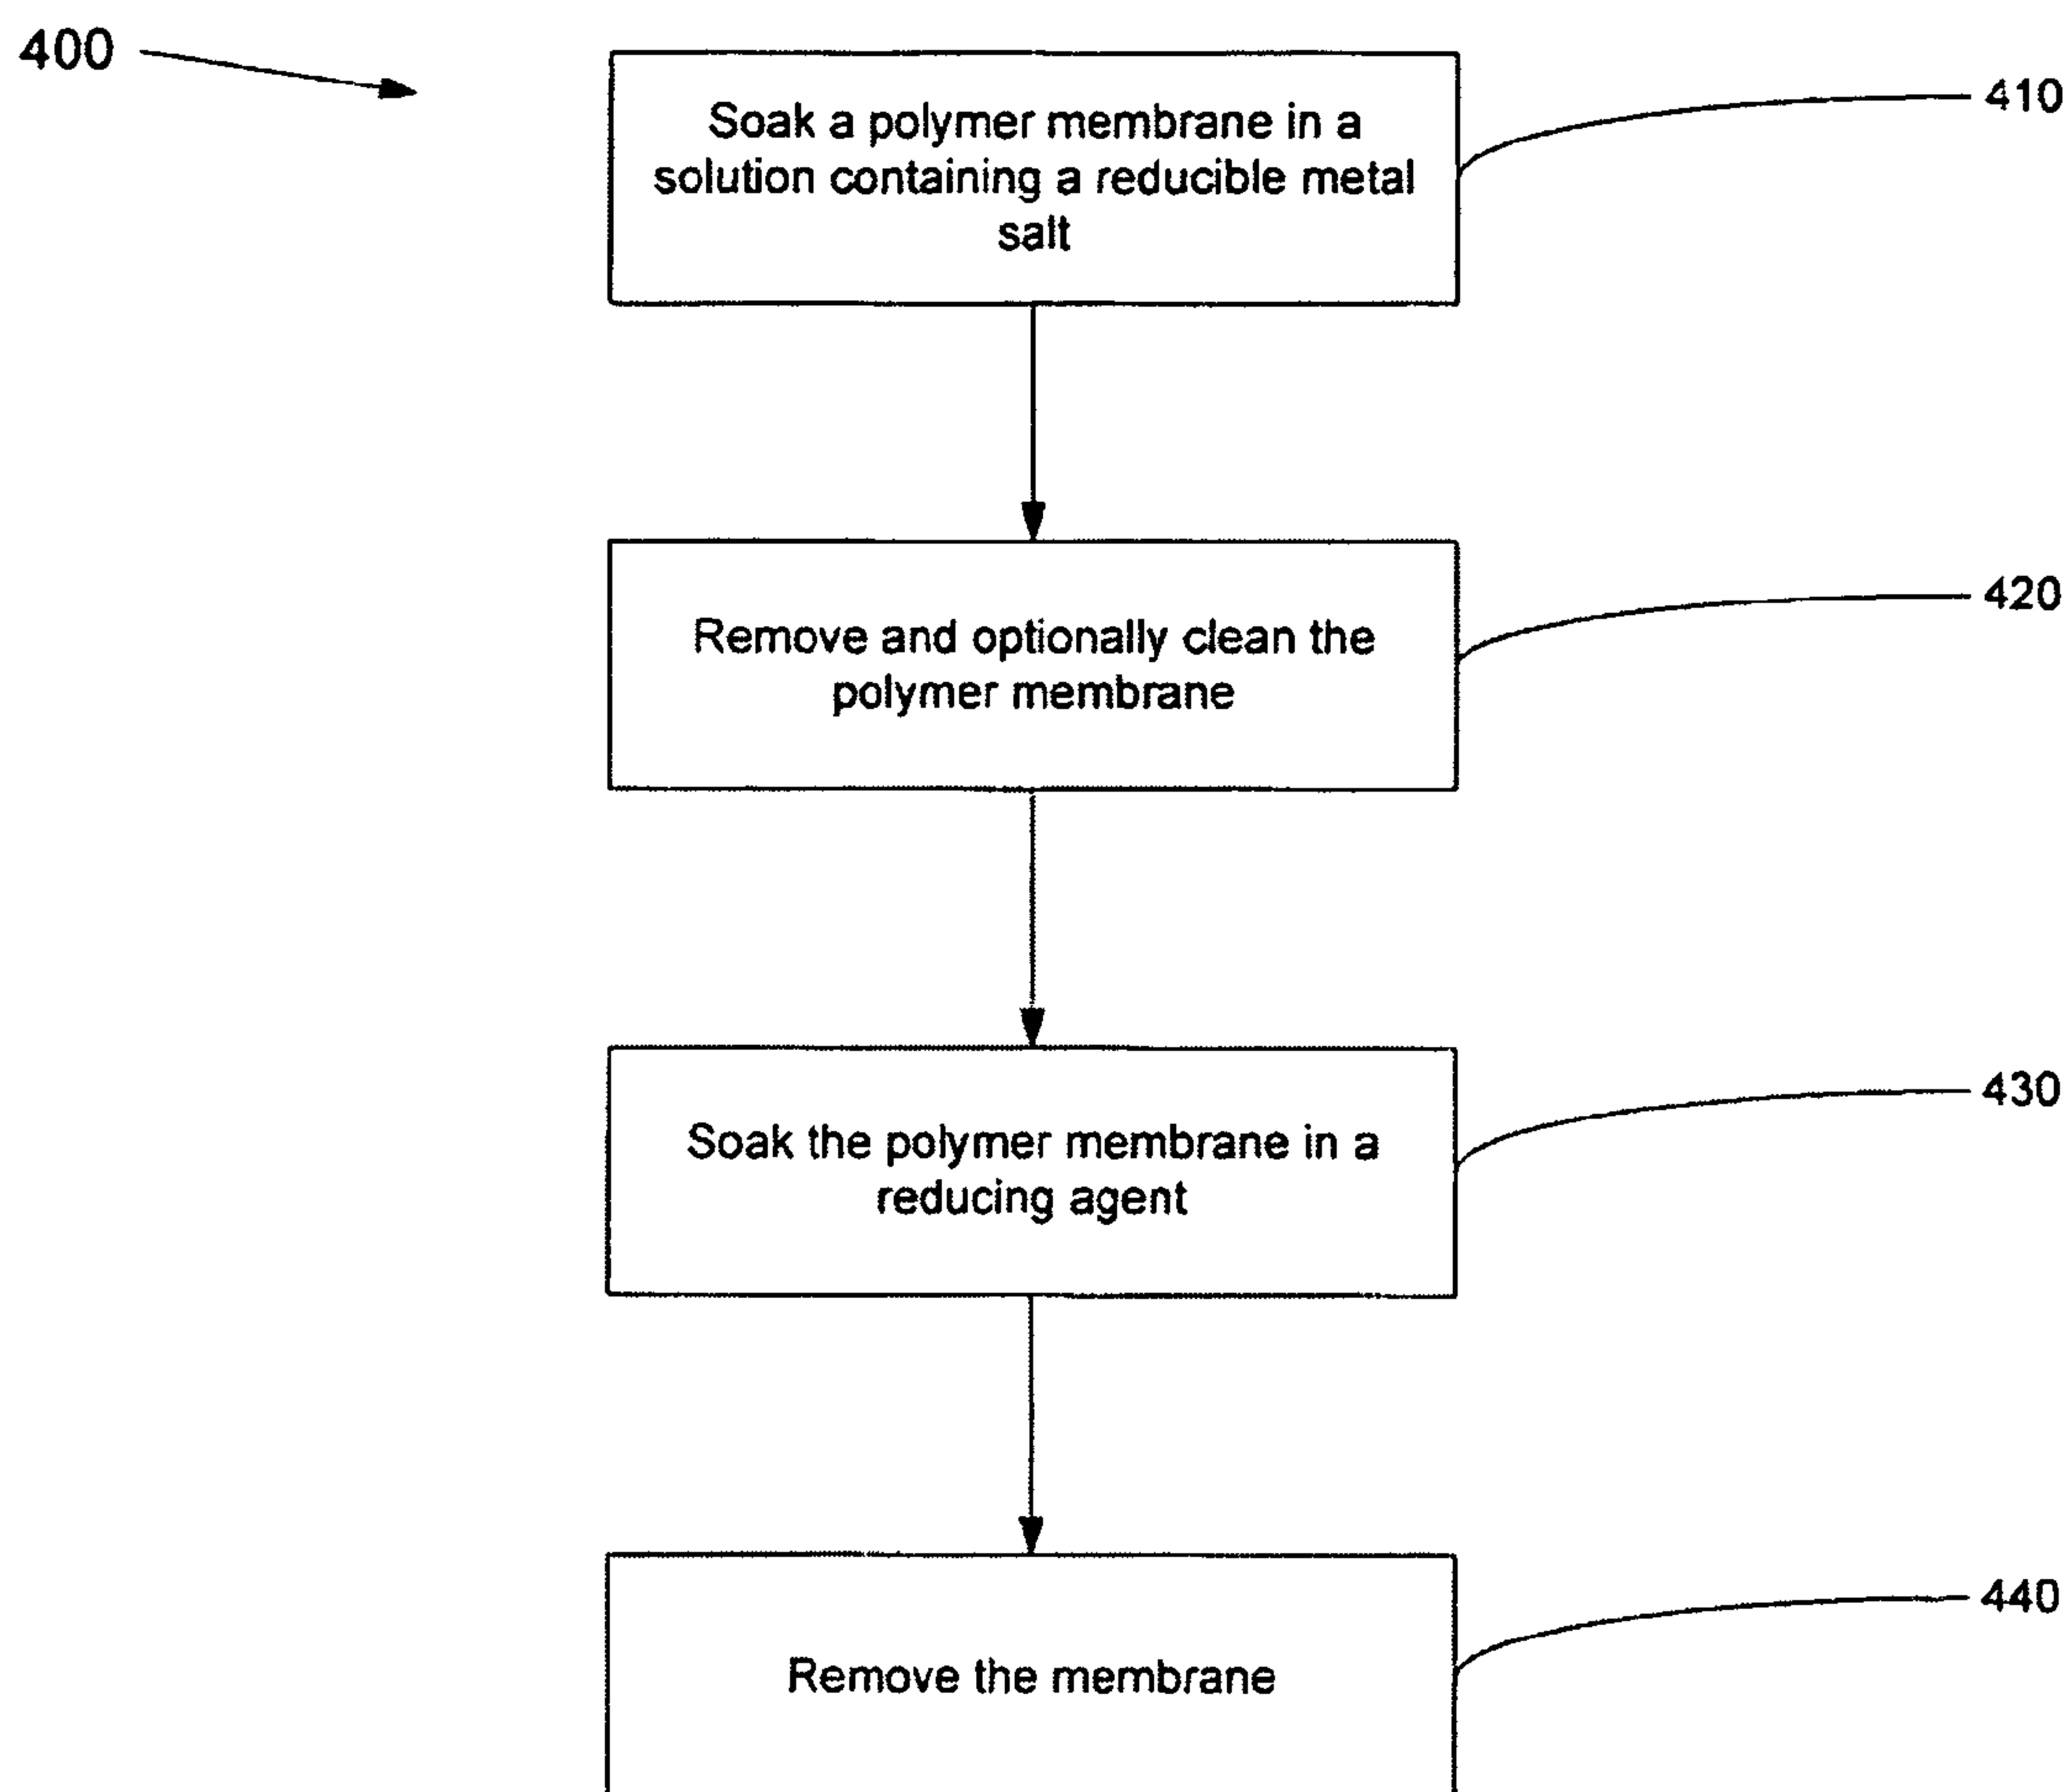 400
Soak a polymer membrane in a
solution containing a reducible metal
salt
410
Remove and optionally clean the
polymer membrane
420
Soak the polymer membrane in a
reducing agent
430
Remove the membrane
440